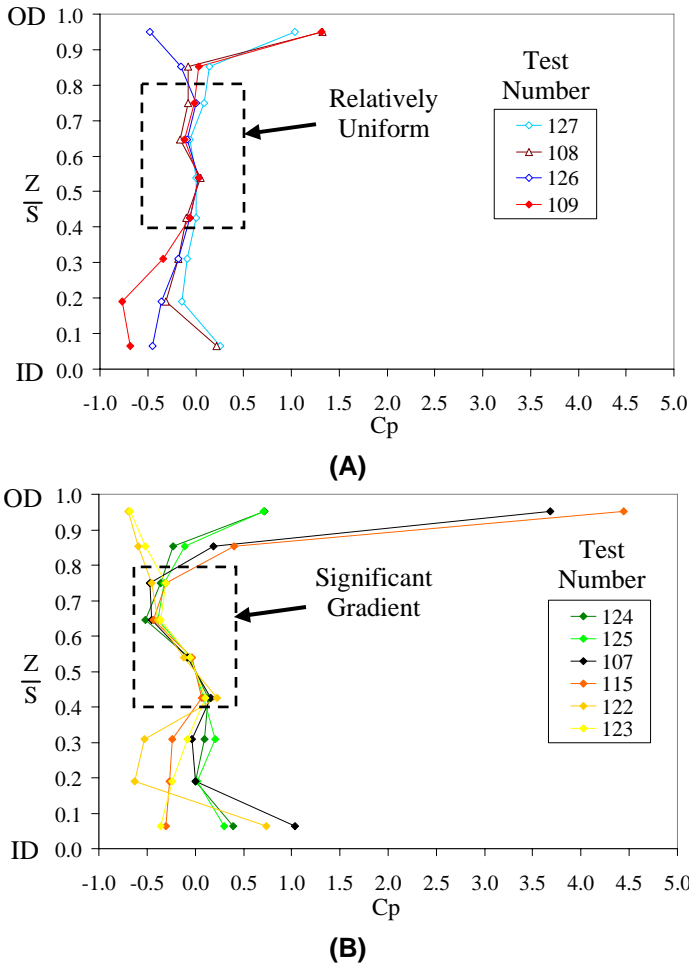 OD
1.0
0.9
0.8
0.7
0.6
0.5
0.4
0.3
0.2
0.1
0.0
Z
S
ID
Relatively
Uniform
Test
Number
127
108
126
109
-1.0 -0.5 0.0 0.5 1.0 1.5 2.0 2.5 3.0 3.5 4.0 4.5 5.0
Cp
(A)
OD
1.0
0.9
0.8
0.7
0.6
0.5
0.4
0.3
0.2
0.1
0.0
Z
S
ID
Significant
Gradient
Test
Number
124
125
107
115
122
123
-1.0 -0.5 0.0 0.5 1.0 1.5 2.0 2.5 3.0 3.5 4.0 4.5 5.0
Cp
(B)